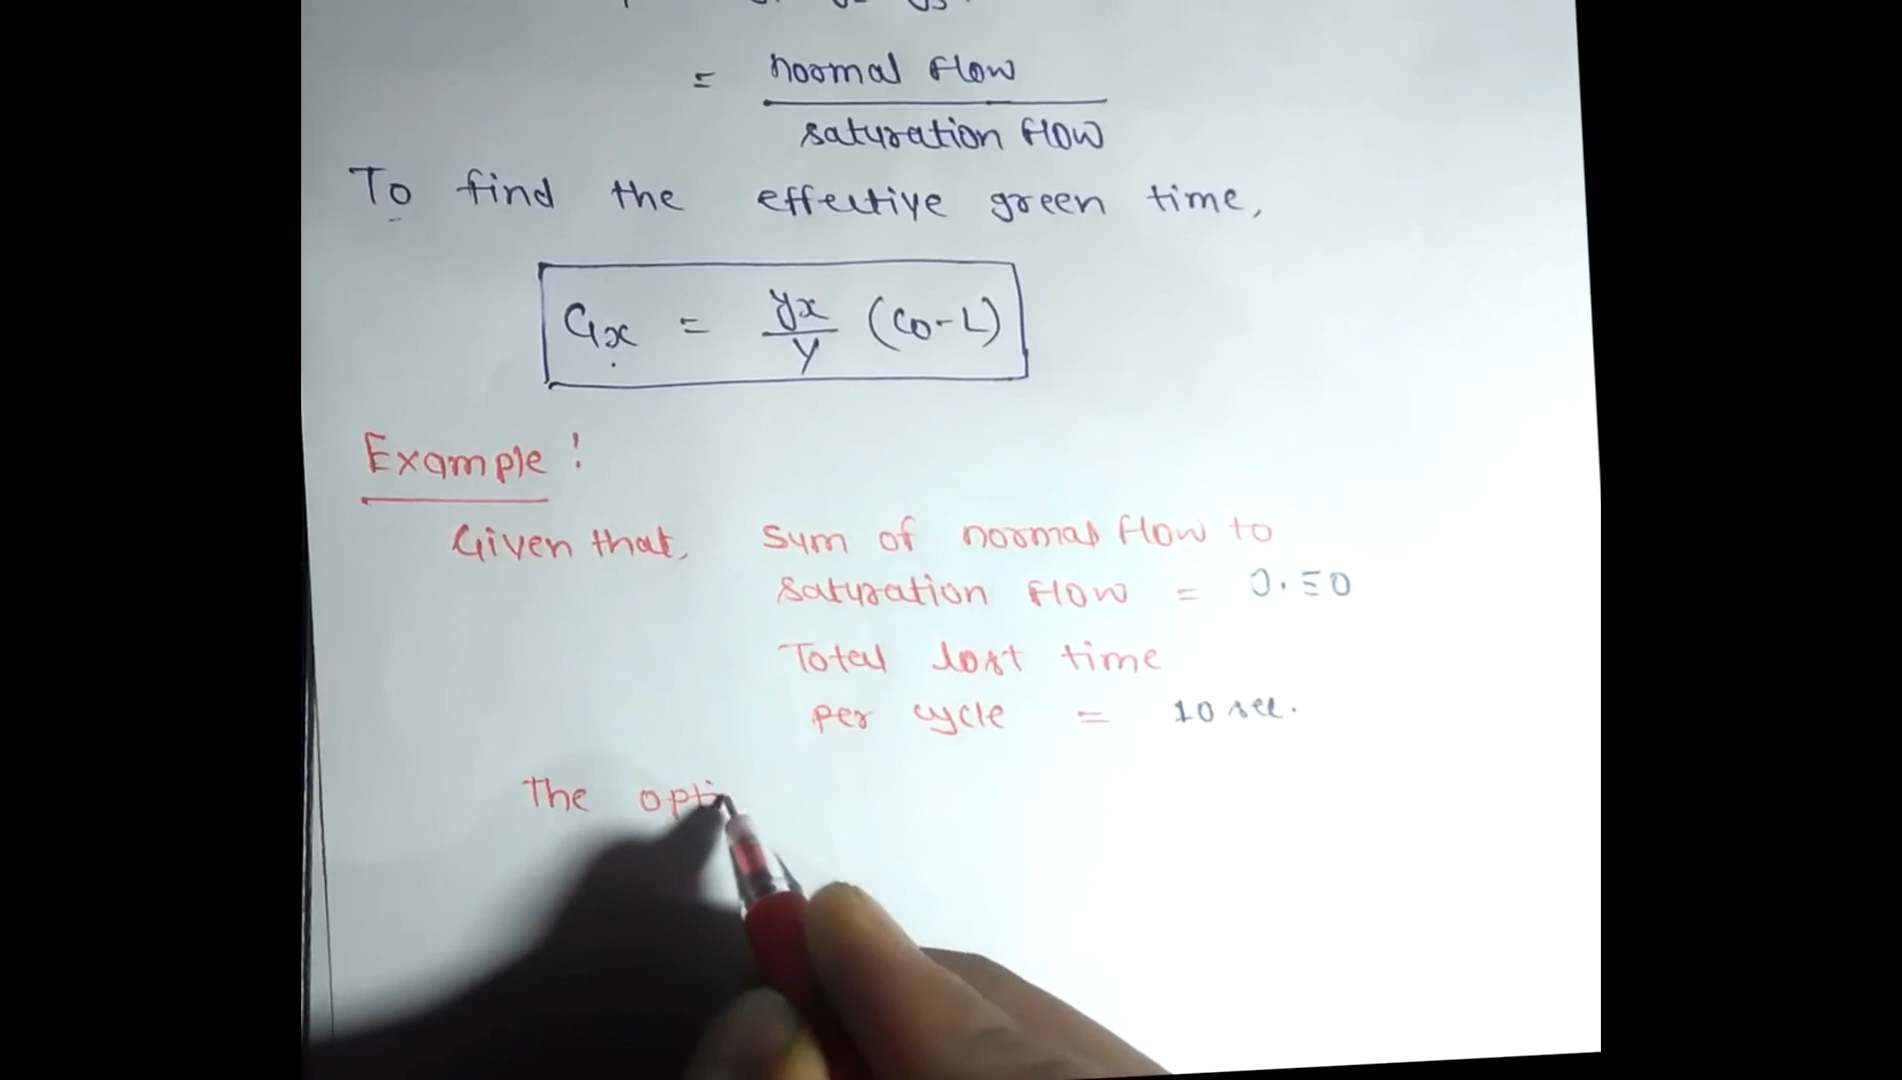 = normal flow
saturation flow
To find the effective green time,
Gx = yx/Y (Co-L)
Example :
Given that, Sum of normal flow to
saturation flow = 0.50
Total lost time
per cycle = 10 sec.
The opti